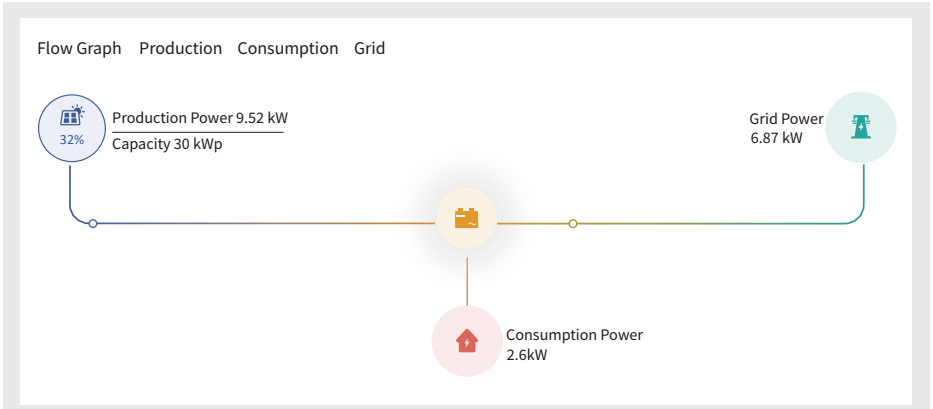 Flow Graph Production Consumption Grid
32%
Production Power 9.52 kW
Capacity 30 kWp
Grid Power
6.87 kW
Consumption Power
2.6kW